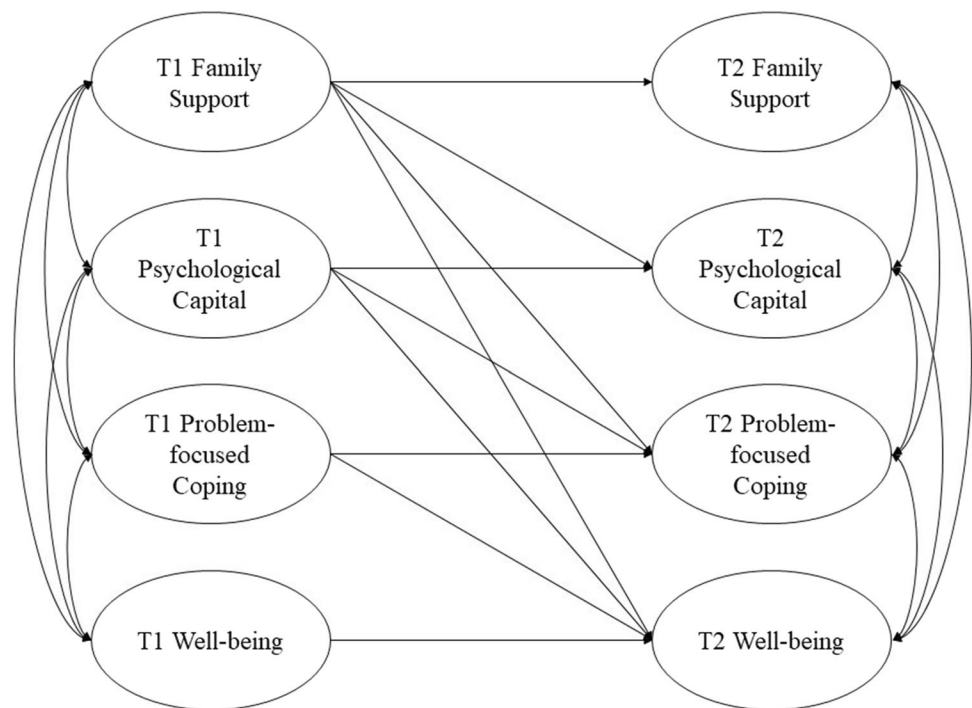 T1 Family
Support
T2 Family
Support
T1
Psychological
Capital
T2
Psychological
Capital
T1 Problem-
focused
Coping
T2 Problem-
focused
Coping
T1 Well-being
T2 Well-being